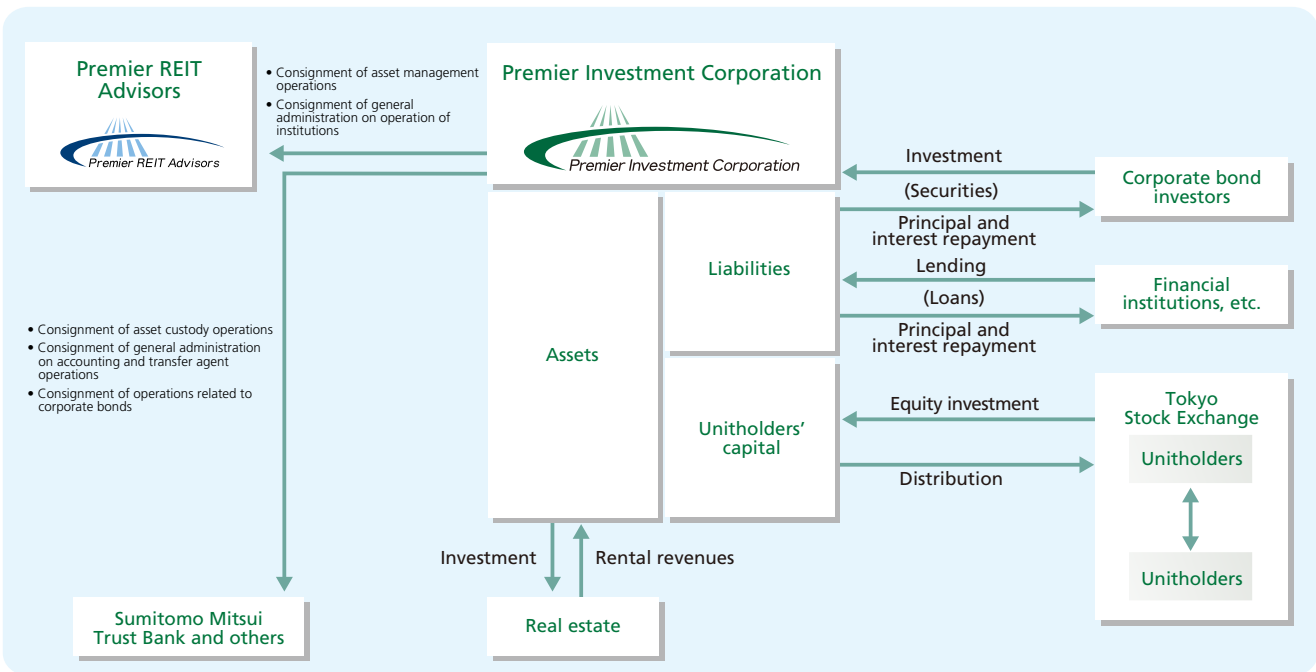 Premier REIT
Advisors
Premier REIT Advisors
• Consignment of asset management
operations
• Consignment of general
administration on operation of
institutions
Premier Investment Corporation
Premier Investment Corporation
Investment
(Securities)
Principal and
interest repayment
Corporate bond
investors
Liabilities
Lending
(Loans)
Principal and
interest repayment
Financial
institutions, etc.
• Consignment of asset custody operations
• Consignment of general administration
on accounting and transfer agent
operations
• Consignment of operations related to
corporate bonds
Assets
Unitholders’
capital
Equity investment
Distribution
Tokyo
Stock Exchange
Unitholders
Unitholders
Investment
Rental revenues
Sumitomo Mitsui
Trust Bank and others
Real estate